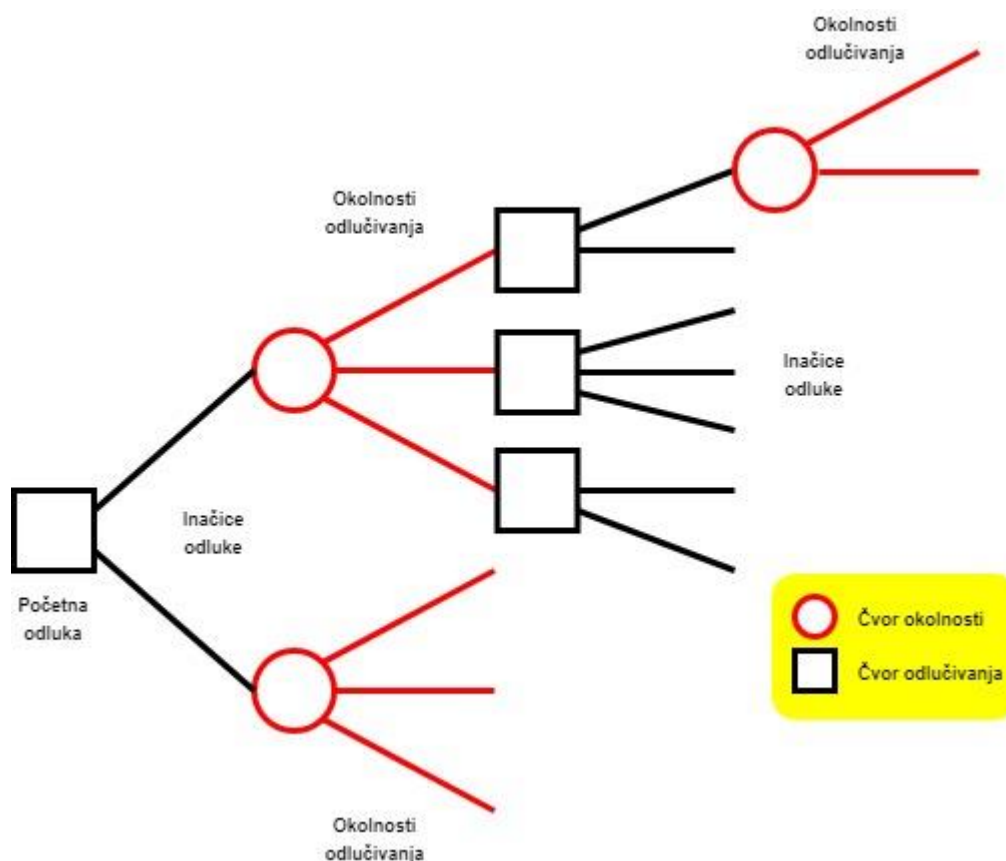 Okolnosti
odlučivanja
Okolnosti
odlučivanja
Inačice
odluke
Inačice
odluke
Početna
odluka
Čvor okolnosti
Čvor odlučivanja
Okolnosti
odlučivanja